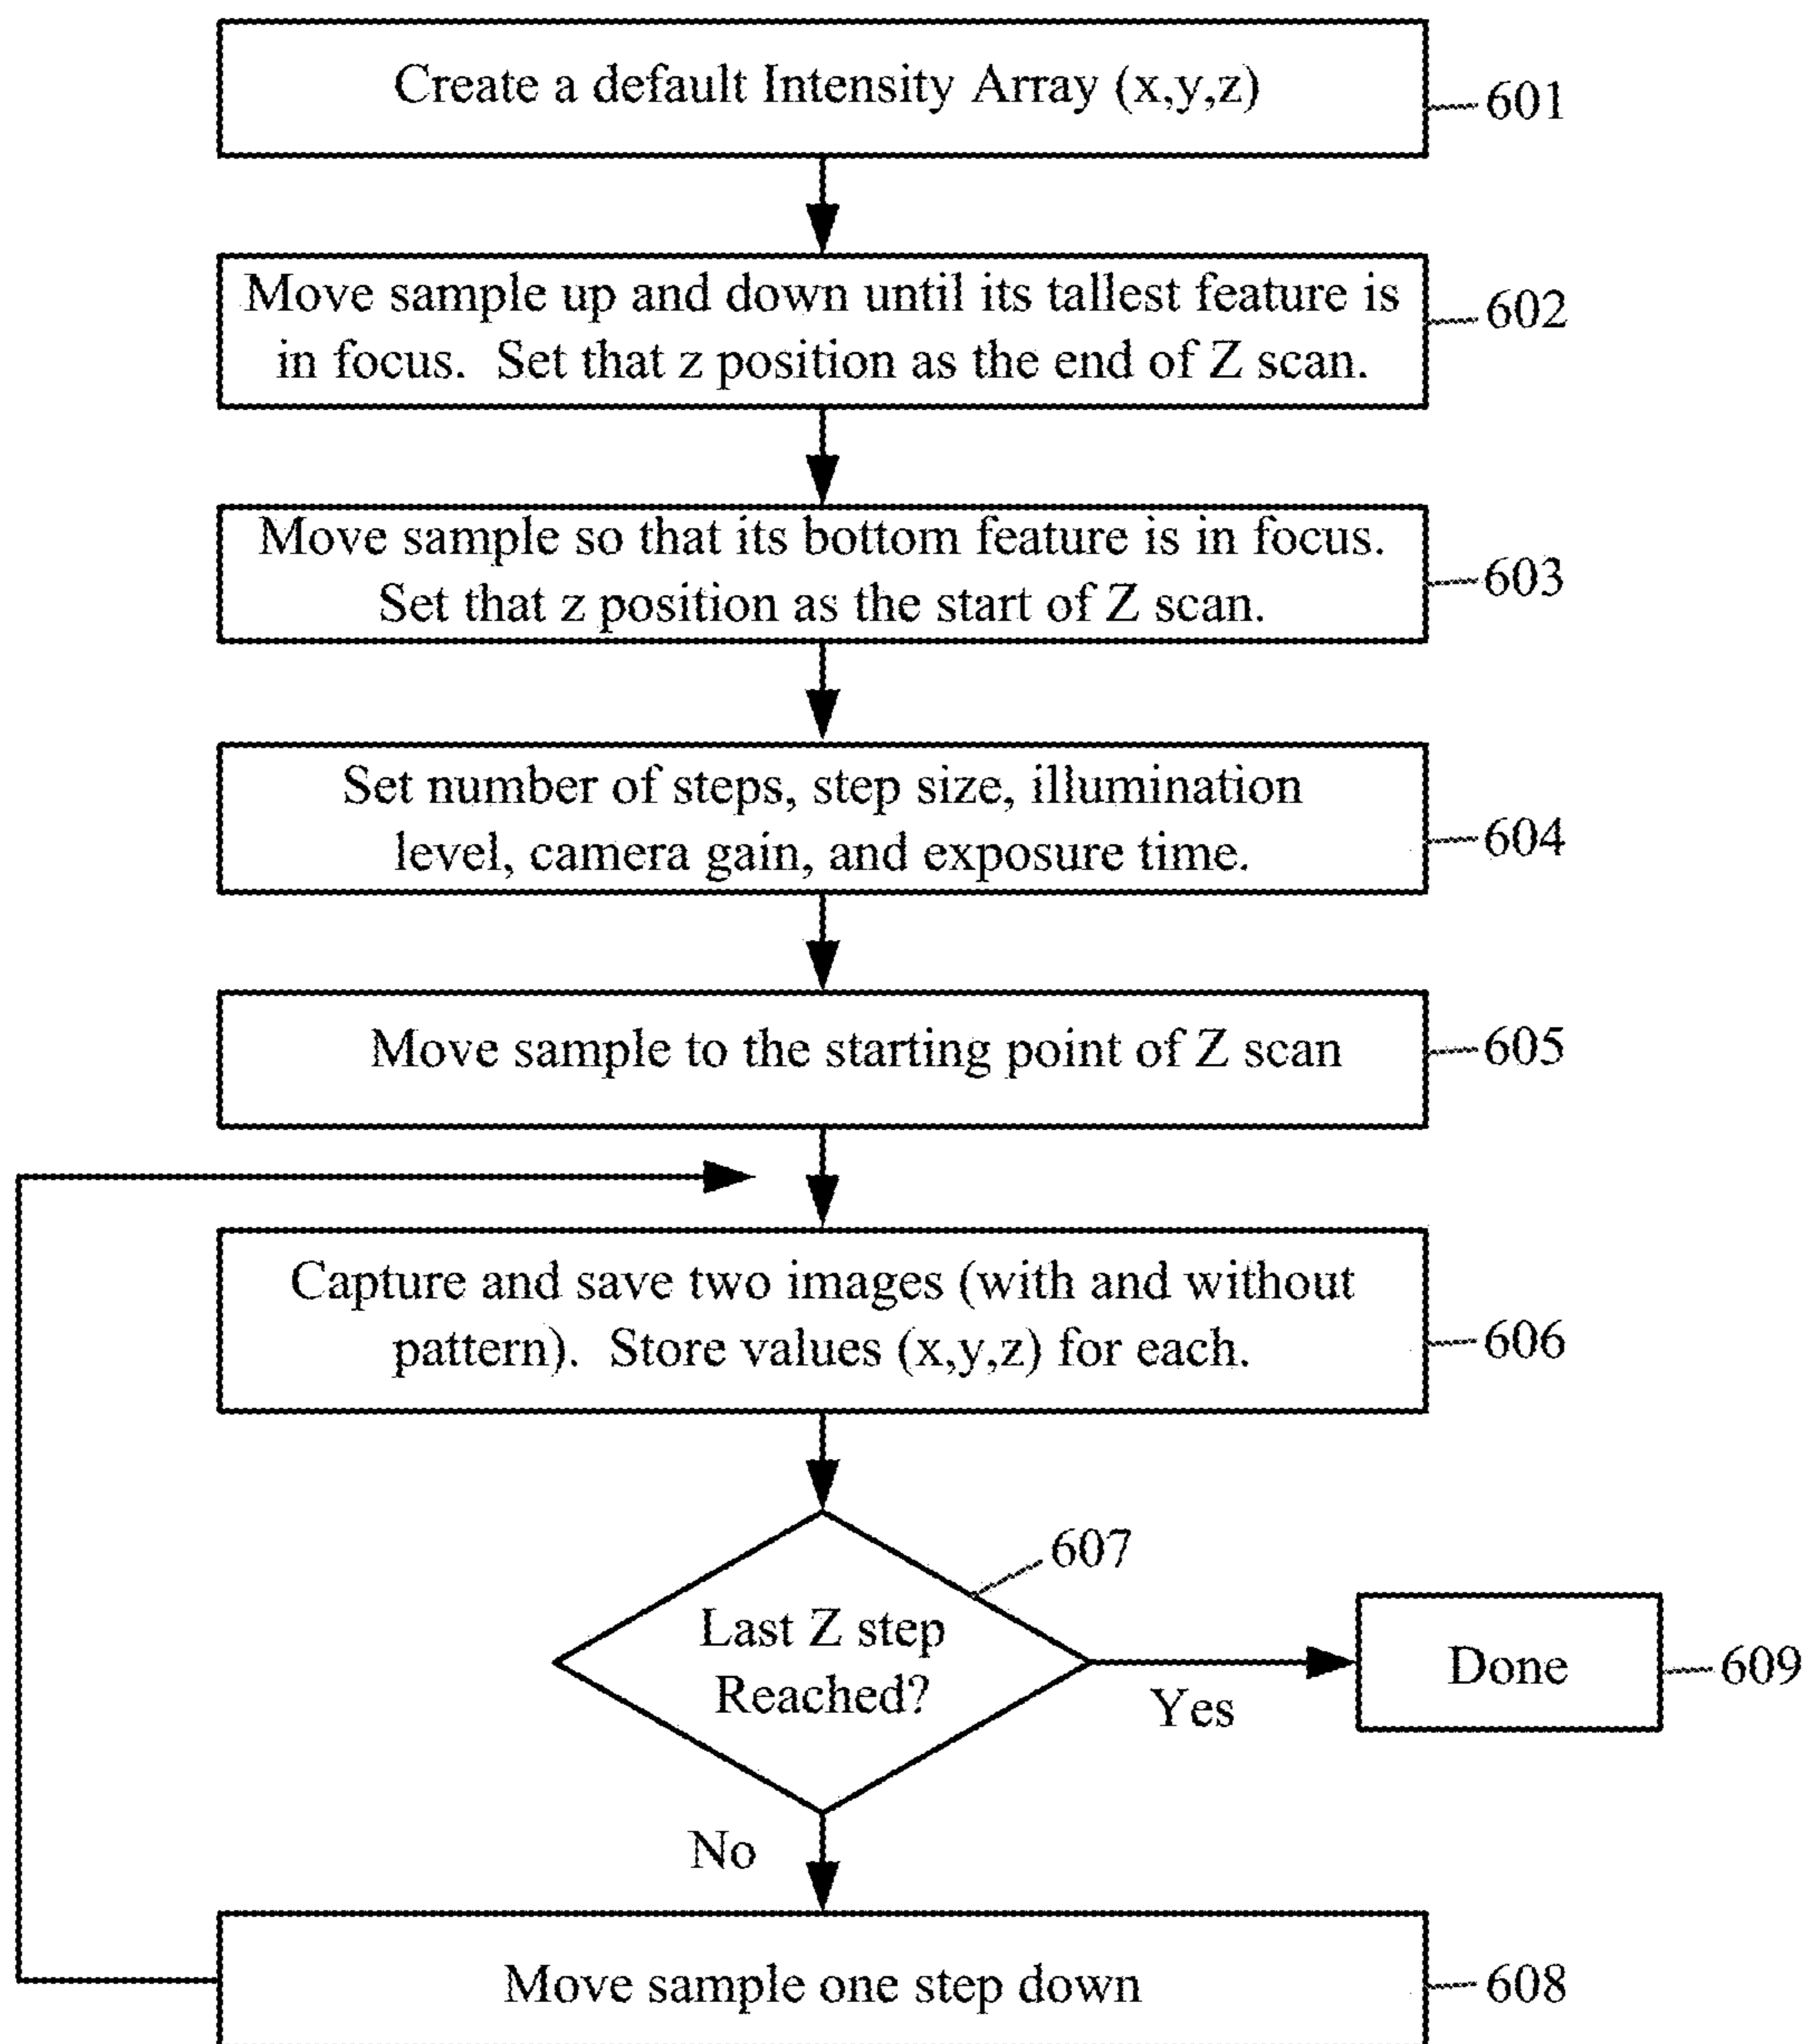 Create a default Intensity Array (x,y,z)
601
Move sample up and down until its tallest feature is
in focus.  Set that z position as the end of Z scan.
602
Move sample so that its bottom feature is in focus.
Set that z position as the start of Z scan.
603
Set number of steps, step size, illumination
level, camera gain, and exposure time.
604
Move sample to the starting point of Z scan
605
Capture and save two images (with and without
pattern).  Store values (x,y,z) for each.
606
607
Last Z step
Reached?
Yes
Done
609
No
Move sample one step down
608